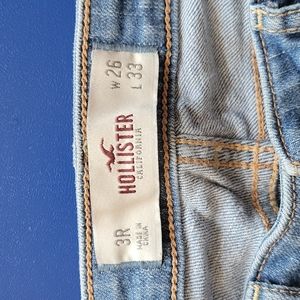 W 26
L 33
HOLLISTER
CALIFORNIA
3R
MADE IN
CHINA